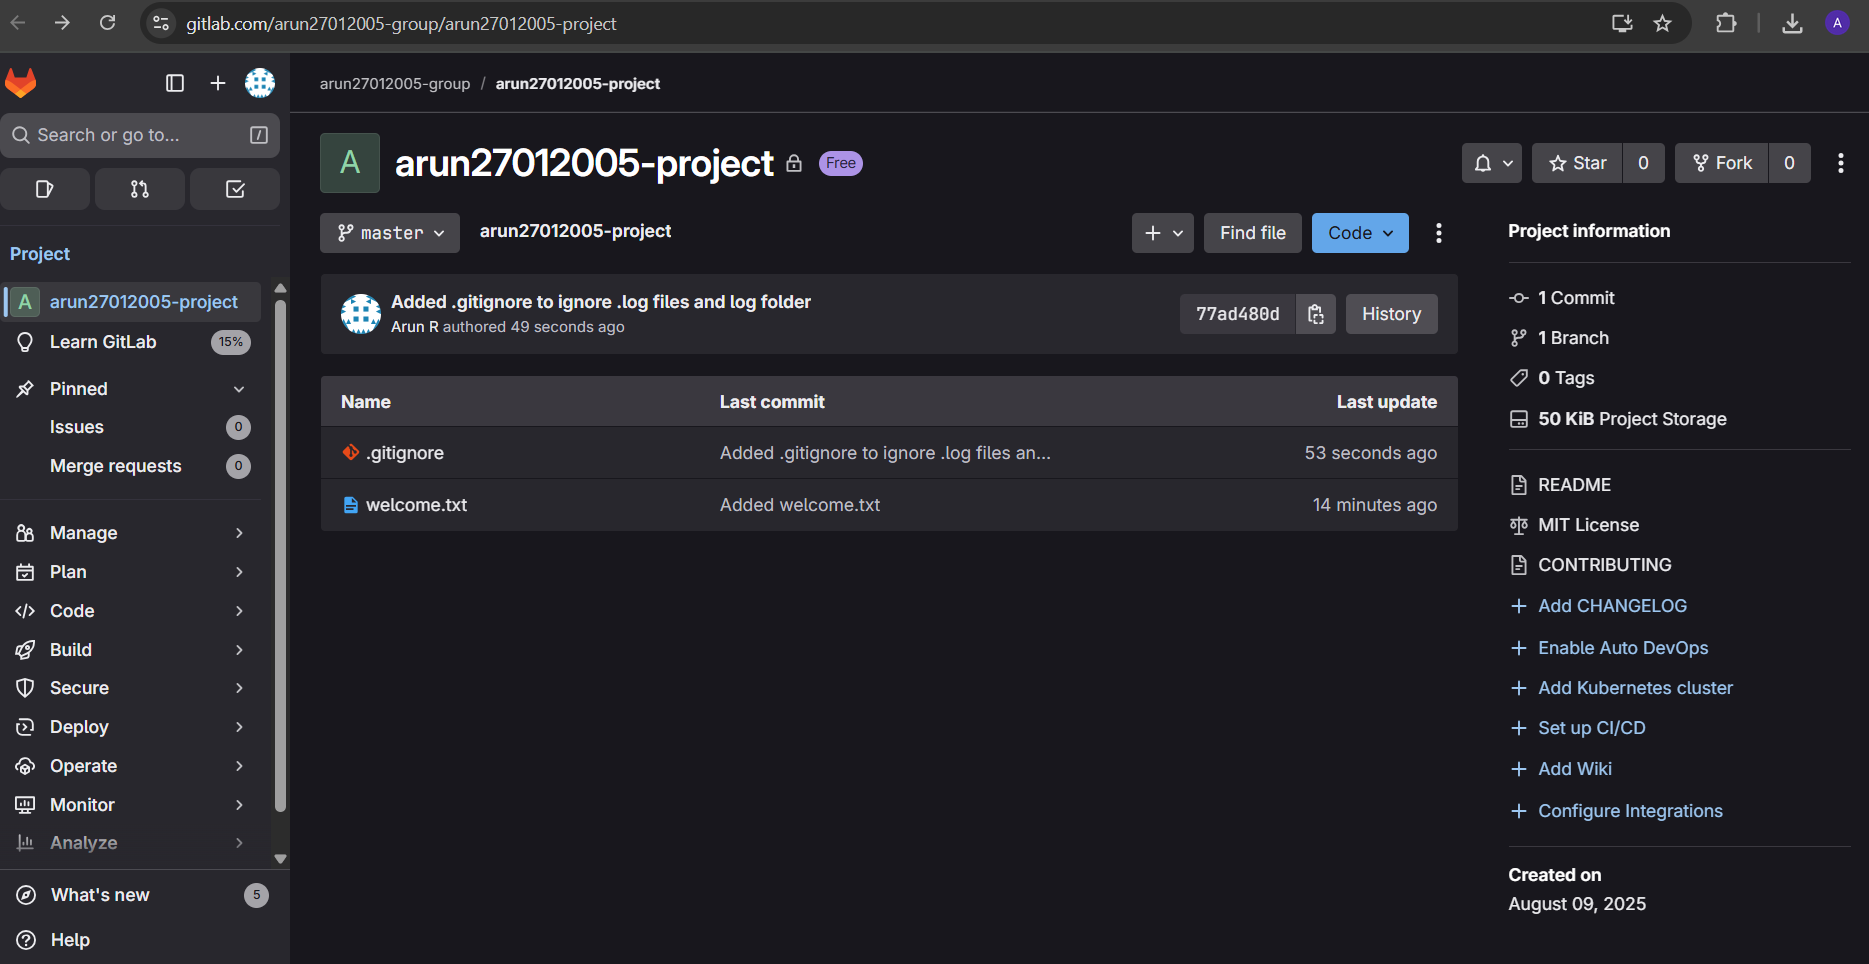 gitlab.com/arun27012005-group/arun27012005-project
A
Search or go to...
/
Project
A arun27012005-project
Learn GitLab 15%
Pinned
Issues 0
Merge requests 0
Manage
Plan
Code
Build
Secure
Deploy
Operate
Monitor
Analyze
What's new 5
Help
arun27012005-group / arun27012005-project
A arun27012005-project Free
Star 0 Fork 0
master arun27012005-project
+ Find file Code
Added .gitignore to ignore .log files and log folder
Arun R authored 49 seconds ago
77ad480d History
Name Last commit Last update
.gitignore Added .gitignore to ignore .log files an... 53 seconds ago
welcome.txt Added welcome.txt 14 minutes ago
Project information
1 Commit
1 Branch
0 Tags
50 KiB Project Storage
README
MIT License
CONTRIBUTING
+ Add CHANGELOG
+ Enable Auto DevOps
+ Add Kubernetes cluster
+ Set up CI/CD
+ Add Wiki
+ Configure Integrations
Created on
August 09, 2025